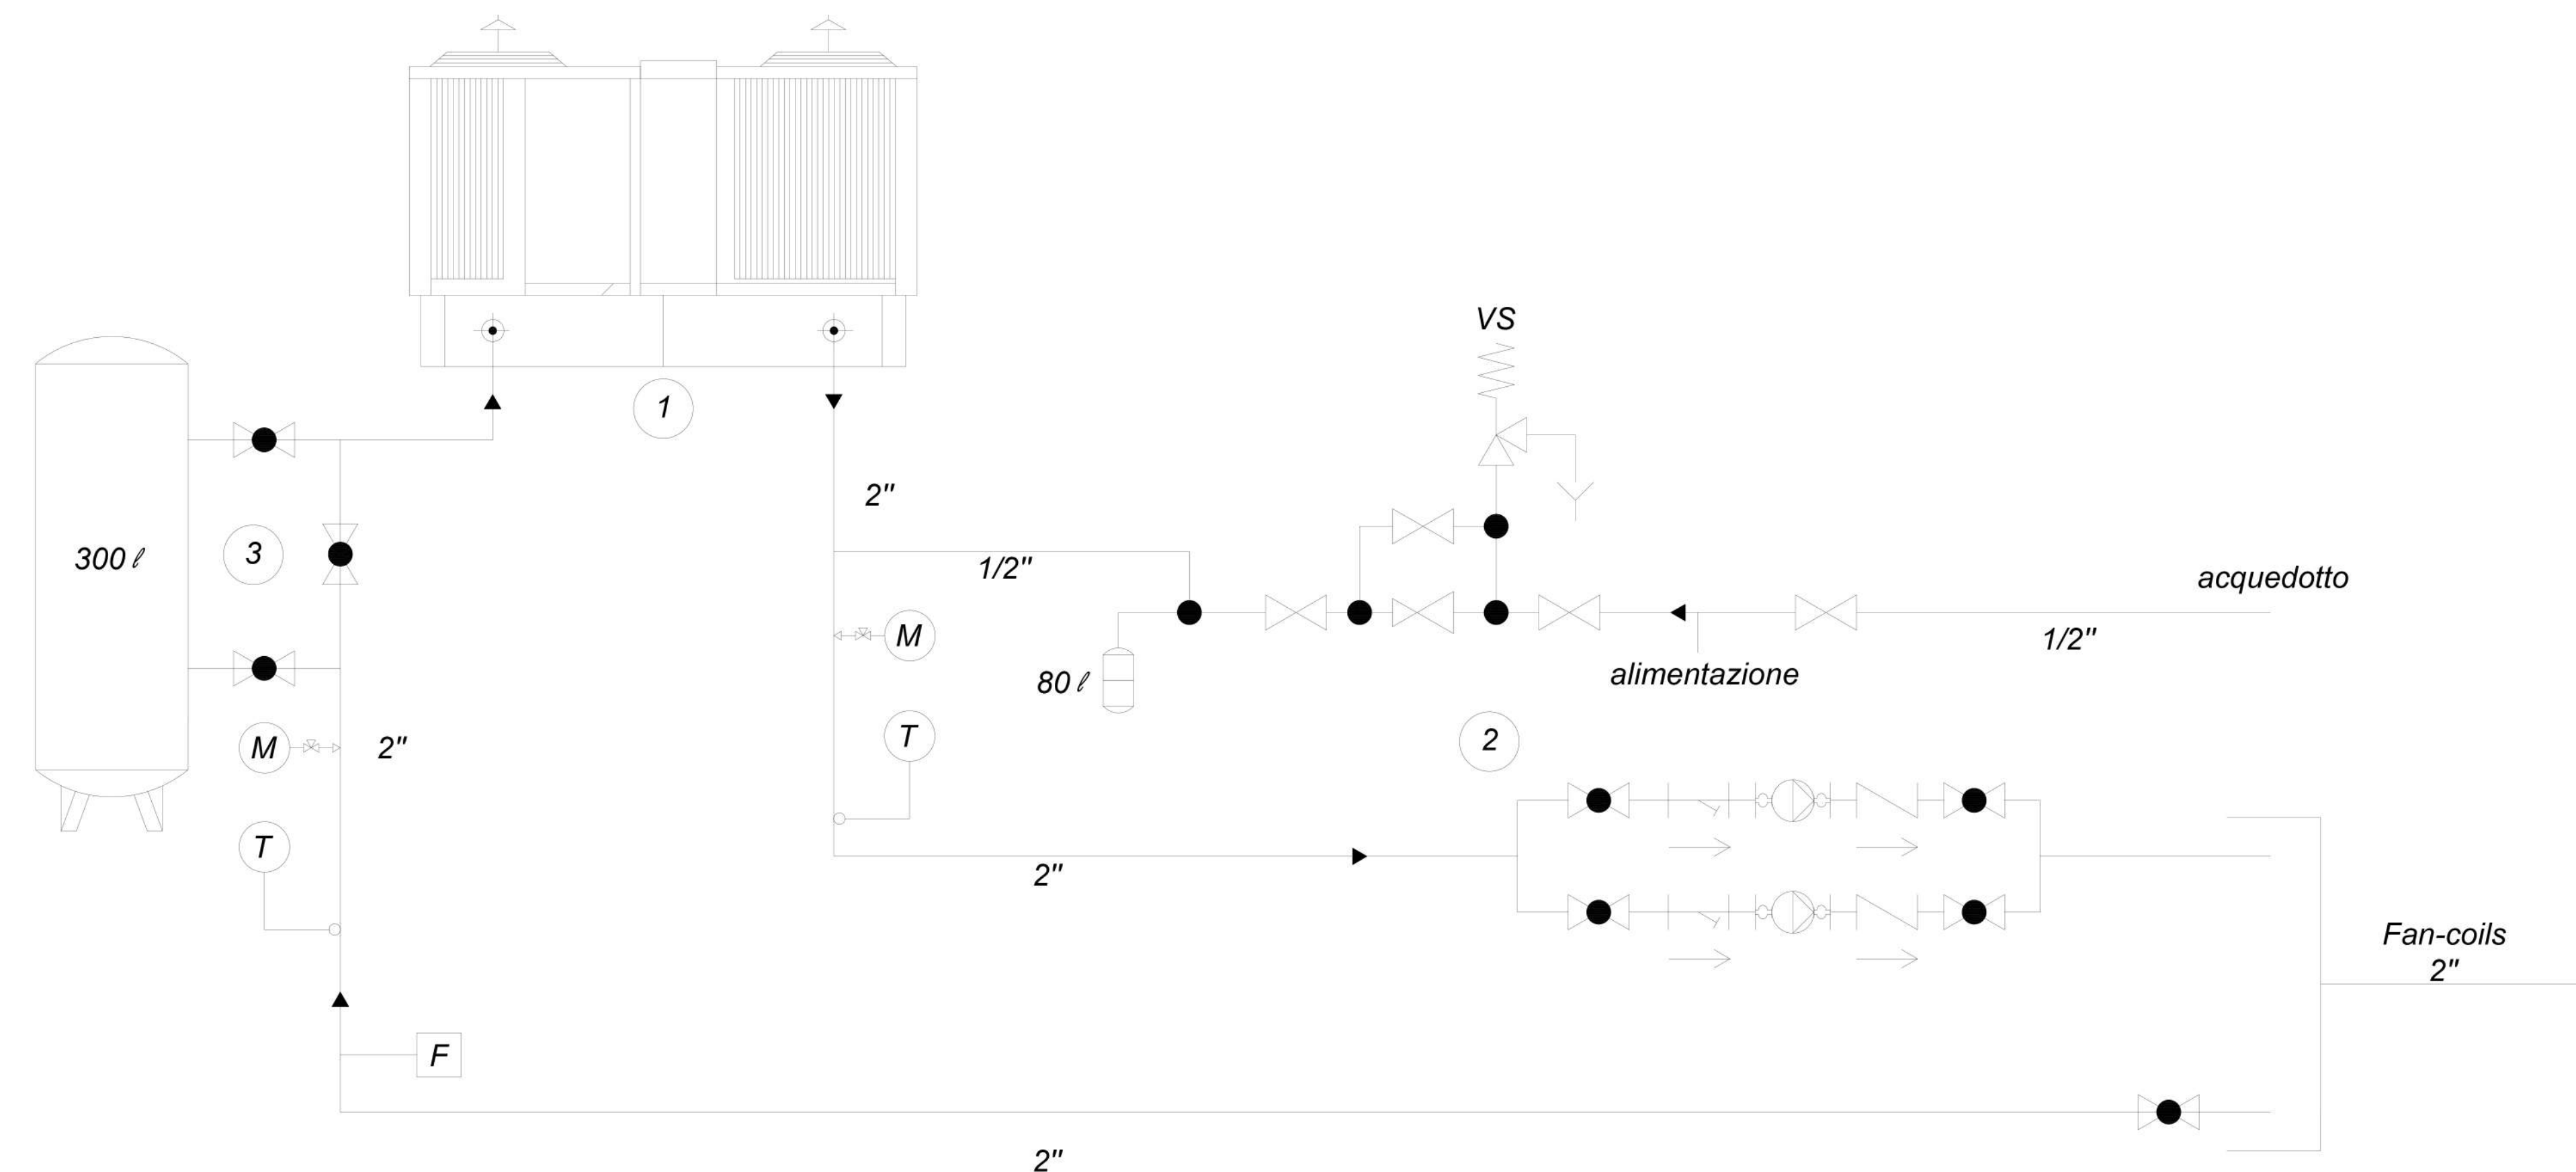 VS
1
2"
300 ℓ
3
1/2"
acquedotto
M
1/2"
80 ℓ
alimentazione
T
2
M
2"
T
2"
Fan-coils
2"
F
2"